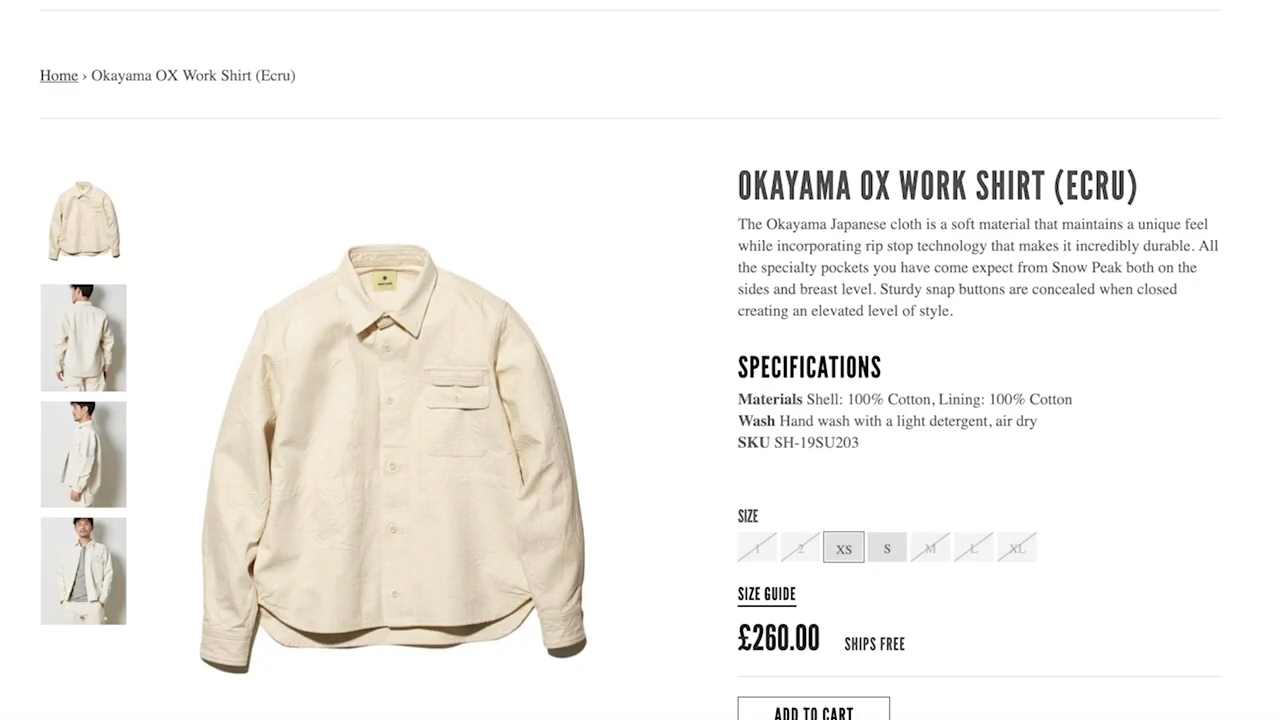 Home › Okayama OX Work Shirt (Ecru)
OKAYAMA OX WORK SHIRT (ECRU)
The Okayama Japanese cloth is a soft material that maintains a unique feel
while incorporating rip stop technology that makes it incredibly durable. All
the specialty pockets you have come expect from Snow Peak both on the
sides and breast level. Sturdy snap buttons are concealed when closed
creating an elevated level of style.
SPECIFICATIONS
Materials Shell: 100% Cotton, Lining: 100% Cotton
Wash Hand wash with a light detergent, air dry
SKU SH-19SU203
SIZE
1 2 XS S M L XL
SIZE GUIDE
£260.00 SHIPS FREE
ADD TO CART